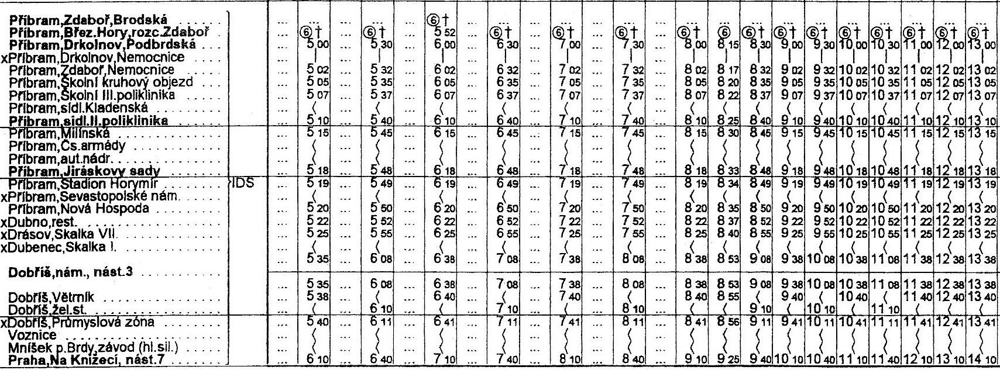 Příbram,Zdaboř,Brodská ... ... ... ... ... ⑥† ... ... ... ... ... ... ... ... ... ... ... ... ... ... ... ... ...
Příbram,Břez.Hory,rozc.Zdaboř ... ⑥† ... ⑥† ... 5 52 ... ⑥† ... ⑥† ... ⑥† ... ⑥† ⑥ ⑥† ⑥† ⑥† ⑥† ⑥† ⑥† ⑥† ⑥†
Příbram,Drkolnov,Podbrdská ... 5 00 ... 5 30 ... 6 00 ... 6 30 ... 7 00 ... 7 30 ... 8 00 8 15 8 30 9 00 9 30 10 00 10 30 11 00 12 00 13 00
xPříbram,Drkolnov,Nemocnice ... | ... | ... | ... | ... | ... | ... | | | | | | | | | |
Příbram,Zdaboř,Nemocnice ... 5 02 ... 5 32 ... 6 02 ... 6 32 ... 7 02 ... 7 32 ... 8 02 8 17 8 32 9 02 9 32 10 02 10 32 11 02 12 02 13 02
Příbram,Školní kruhový objezd ... 5 05 ... 5 35 ... 6 05 ... 6 35 ... 7 05 ... 7 35 ... 8 05 8 20 8 35 9 05 9 35 10 05 10 35 11 05 12 05 13 05
Příbram,Školní III.poliklinika ... 5 07 ... 5 37 ... 6 07 ... 6 37 ... 7 07 ... 7 37 ... 8 07 8 22 8 37 9 07 9 37 10 07 10 37 11 07 12 07 13 07
Příbram,sídl.Kladenská
Příbram,sídl.II.poliklinika ... 5 10 ... 5 40 ... 6 10 ... 6 40 ... 7 10 ... 7 40 ... 8 10 8 25 8 40 9 10 9 40 10 10 10 40 11 10 12 10 13 10
Příbram,Milínská ... 5 15 ... 5 45 ... 6 15 ... 6 45 ... 7 15 ... 7 45 ... 8 15 8 30 8 45 9 15 9 45 10 15 10 45 11 15 12 15 13 15
Příbram,Čs.armády
Příbram,aut.nádr.
Příbram,Jiráskovy sady ... 5 18 ... 5 48 ... 6 18 ... 6 48 ... 7 18 ... 7 48 ... 8 18 8 33 8 48 9 18 9 48 10 18 10 48 11 18 12 18 13 18
Příbram,Stadion Horymír IDS ... 5 19 ... 5 49 ... 6 19 ... 6 49 ... 7 19 ... 7 49 ... 8 19 8 34 8 49 9 19 9 49 10 19 10 49 11 19 12 19 13 19
xPříbram,Sevastopolské nám.
Příbram,Nová Hospoda ... 5 20 ... 5 50 ... 6 20 ... 6 50 ... 7 20 ... 7 50 ... 8 20 8 35 8 50 9 20 9 50 10 20 10 50 11 20 12 20 13 20
xDubno,rest. ... 5 22 ... 5 52 ... 6 22 ... 6 52 ... 7 22 ... 7 52 ... 8 22 8 37 8 52 9 22 9 52 10 22 10 52 11 22 12 22 13 22
xDrásov,Skalka VII. ... 5 25 ... 5 55 ... 6 25 ... 6 55 ... 7 25 ... 7 55 ... 8 25 8 40 8 55 9 25 9 55 10 25 10 55 11 25 12 25 13 25
xDubenec,Skalka I.
... 5 35 ... 6 08 ... 6 38 ... 7 08 ... 7 38 ... 8 08 ... 8 38 8 53 9 08 9 38 10 08 10 38 11 08 11 38 12 38 13 38
Dobříš,nám., nást.3
... 5 35 ... 6 08 ... 6 38 ... 7 08 ... 7 38 ... 8 08 ... 8 38 8 53 9 08 9 38 10 08 10 38 11 08 11 38 12 38 13 38
Dobříš,Větrník ... 5 38 ... ... 6 40 ... ... 7 40 ... ... 8 40 8 55 9 40 10 40 11 40 12 40 13 40
Dobříš,žel.st. ... ... 6 10 ... ... 7 10 ... ... 8 10 ... 9 10 10 10 11 10
xDobříš,Průmyslová zóna ... 5 40 ... 6 11 ... 6 41 ... 7 11 ... 7 41 ... 8 11 ... 8 41 8 56 9 11 9 41 10 11 10 41 11 11 11 41 12 41 13 41
Voznice
Mníšek p.Brdy,závod (hl.sil.)
Praha,Na Knížecí, nást.7 ... 6 10 ... 6 40 ... 7 10 ... 7 40 ... 8 10 ... 8 40 ... 9 10 9 25 9 40 10 10 10 40 11 10 11 40 12 10 13 10 14 10